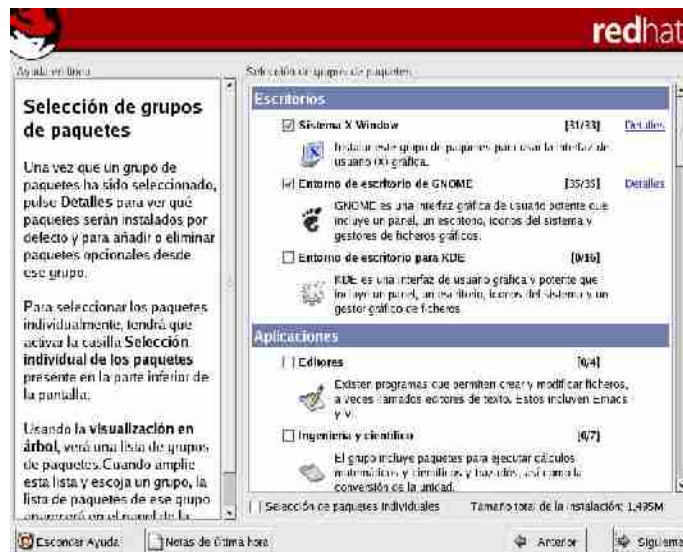 redhat
Ayuda en línea
Selección de grupos de paquetes
Selección de grupos
de paquetes
Una vez que un grupo de
paquetes ha sido seleccionado,
pulse Detalles para ver qué
paquetes serán instalados por
defecto y para añadir o eliminar
paquetes opcionales desde
ese grupo.
Para seleccionar los paquetes
individualmente, tendrá que
activar la casilla Selección
individual de los paquetes
presente en la parte inferior de
la pantalla.
Usando la visualización en
árbol, verá una lista de grupos
de paquetes. Cuando amplie
esta lista y escoja un grupo, la
lista de paquetes de ese grupo
aparecerá en el panel de la
Escritorios
Sistema X Window [31/33] Detalles
Instalar este grupo de paquetes para usar la interfaz de
usuario (X) gráfica.
Entorno de escritorio de GNOME [35/35] Detalles
GNOME es una interfaz gráfica de usuario potente que
incluye un panel, un escritorio, iconos del sistema y
gestores de ficheros gráficos.
Entorno de escritorio para KDE [0/16]
KDE es una interfaz de usuario gráfica y potente que
incluye un panel, un escritorio, iconos del sistema y un
gestor gráfico de ficheros.
Aplicaciones
Editores [0/4]
Existen programas que permiten crear y modificar ficheros,
a veces llamados editores de texto. Estos incluyen Emacs
y Vi.
Ingeniería y científico [0/7]
El grupo incluye paquetes para ejecutar cálculos
matemáticos y científicos y trazados, así como la
conversión de la unidad.
Selección de paquetes individuales Tamaño total de la instalación: 1,495M
Esconder Ayuda Notas de última hora Anterior Siguiente